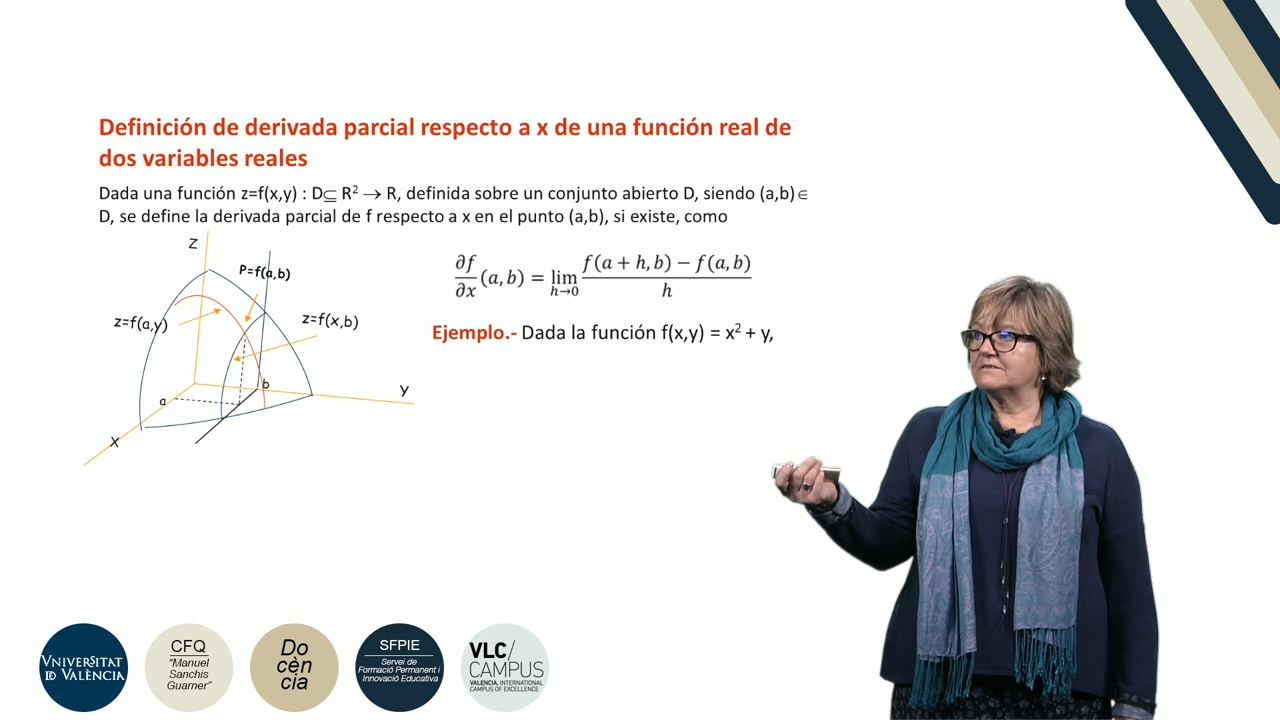 Definición de derivada parcial respecto a x de una función real de
dos variables reales
Dada una función z=f(x,y) : D⊆ R² → R, definida sobre un conjunto abierto D, siendo (a,b)∈
D, se define la derivada parcial de f respecto a x en el punto (a,b), si existe, como
Z
P=f(a,b)
z=f(a,y)
z=f(x,b)
b
y
a
X
∂f/∂x (a, b) = lim h→0 f(a + h, b) − f(a, b) / h
Ejemplo.- Dada la función f(x,y) = x² + y,
VNIVERSITAT
ID VALÈNCIA
CFQ
"Manuel
Sanchis
Guarner"
Do
cèn
cia
SFPIE
Servei de
Formació Permanent i
Innovació Educativa
VLC/
CAMPUS
VALENCIA, INTERNATIONAL
CAMPUS OF EXCELLENCE